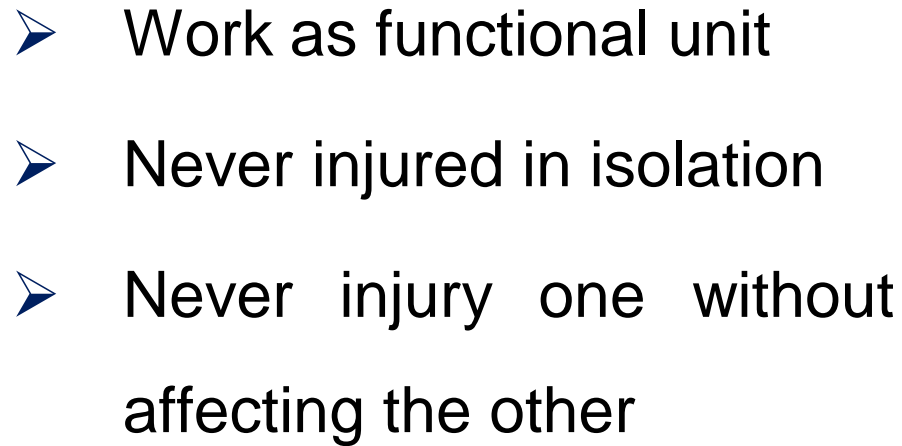 ➢ Work as functional unit
➢ Never injured in isolation
➢ Never injury one without
affecting the other